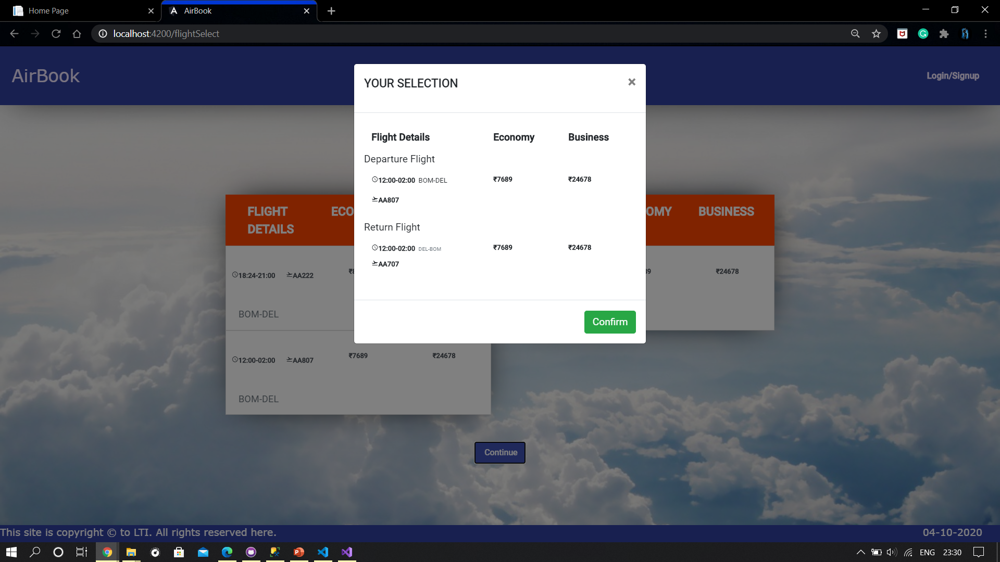 Home Page
AirBook
localhost:4200/flightSelect
AirBook
Login/Signup
YOUR SELECTION
×
Flight Details Economy Business
Departure Flight
12:00-02:00 BOM-DEL ₹7689 ₹24678
AA807
Return Flight
12:00-02:00 DEL-BOM ₹7689 ₹24678
AA707
Confirm
FLIGHT DETAILS
ECO
OMY
BUSINESS
18:24-21:00 AA222
₹24678
BOM-DEL
12:00-02:00 AA807 ₹7689 ₹24678
BOM-DEL
Continue
This site is copyright © to LTI. All rights reserved here.
04-10-2020
ENG 23:30